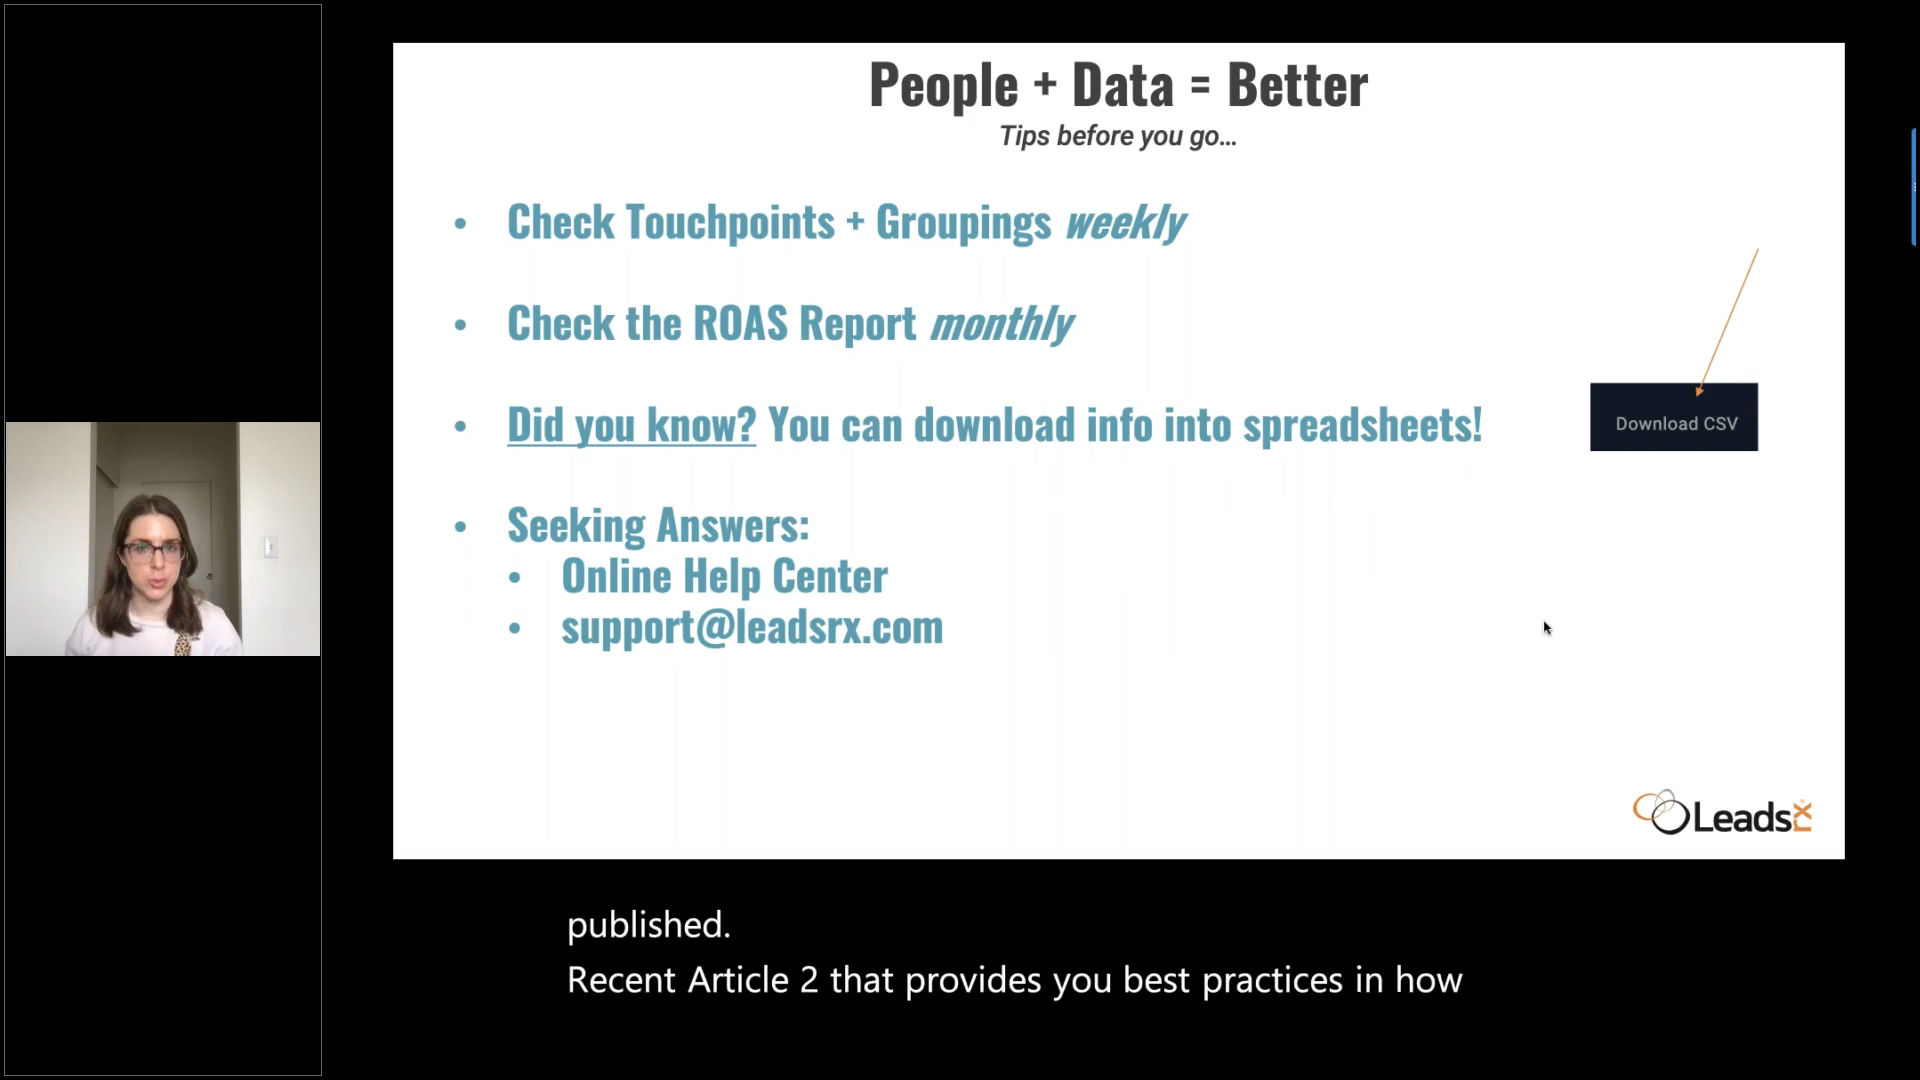 People + Data = Better
Tips before you go...
• Check Touchpoints + Groupings weekly
• Check the ROAS Report monthly
• Did you know? You can download info into spreadsheets!
Download CSV
• Seeking Answers:
• Online Help Center
• support@leadsrx.com
Leadsrx
published.
Recent Article 2 that provides you best practices in how